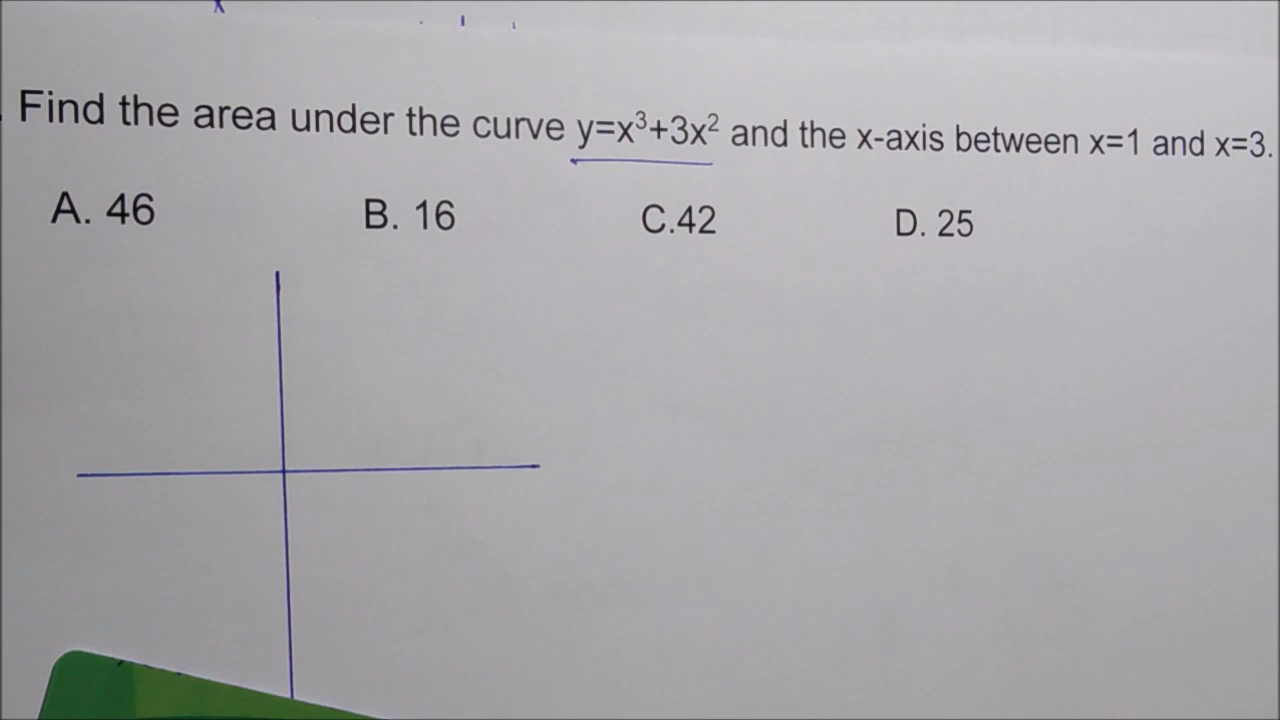 Find the area under the curve y=x³+3x² and the x-axis between x=1 and x=3.
A. 46 B. 16 C.42 D. 25